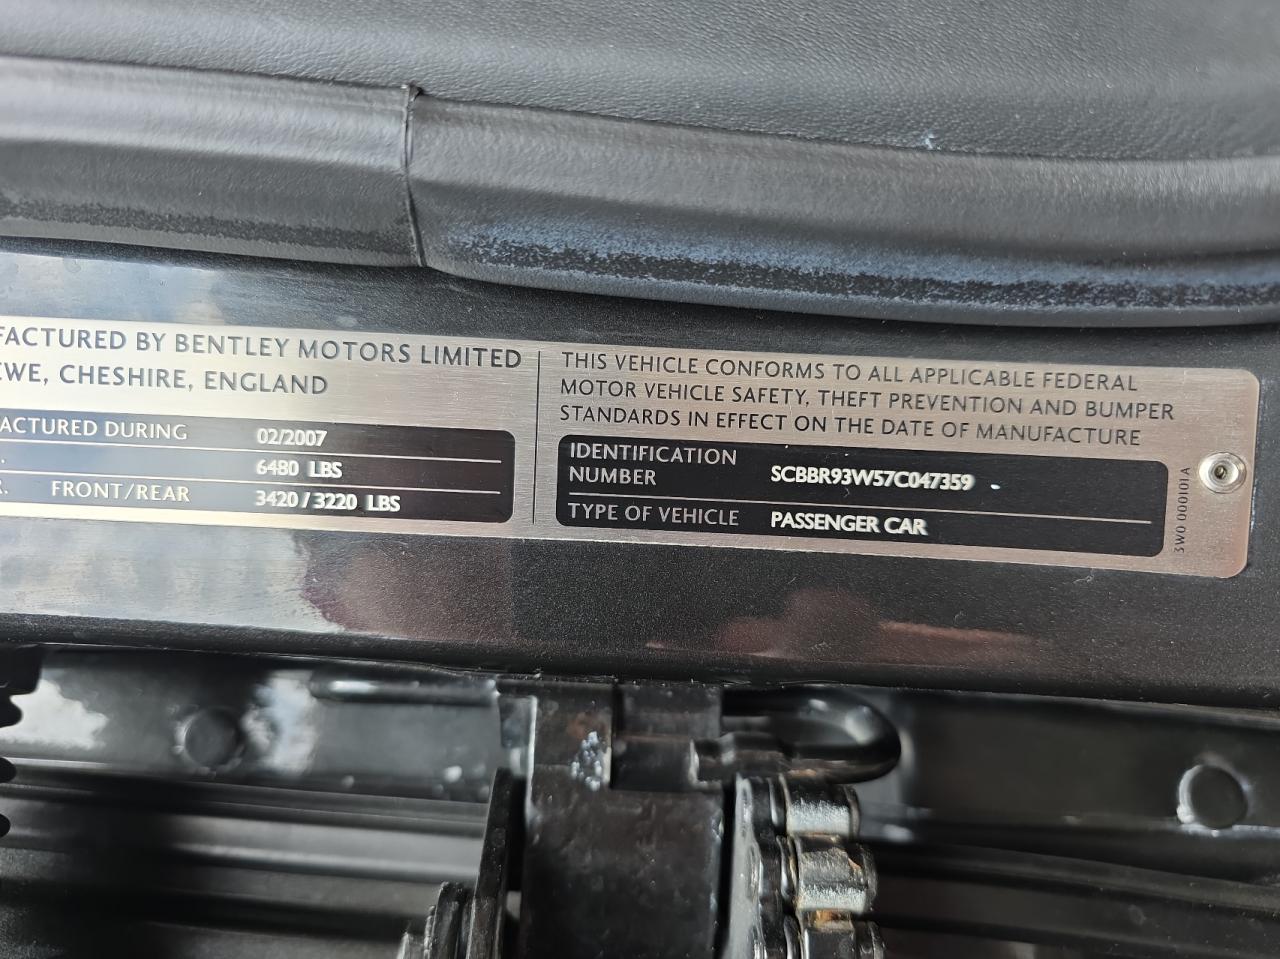 FACTURED BY BENTLEY MOTORS LIMITED
EWE, CHESHIRE, ENGLAND
ACTURED DURING 02/2007
. 6480 LBS
R. FRONT/REAR 3420 / 3220 LBS
THIS VEHICLE CONFORMS TO ALL APPLICABLE FEDERAL
MOTOR VEHICLE SAFETY, THEFT PREVENTION AND BUMPER
STANDARDS IN EFFECT ON THE DATE OF MANUFACTURE
IDENTIFICATION
NUMBER SCBBR93W57C047359
TYPE OF VEHICLE PASSENGER CAR
3W0 000101A